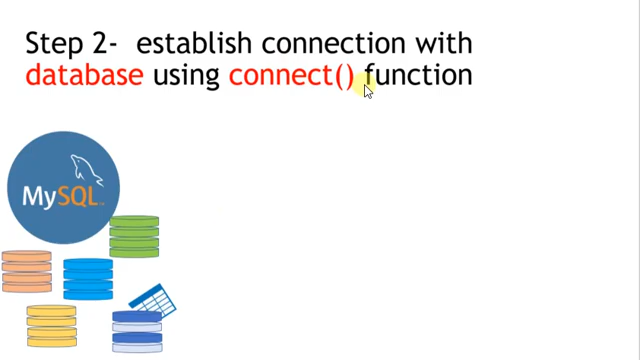 Step 2-  establish connection with
database using connect() function
MySQL